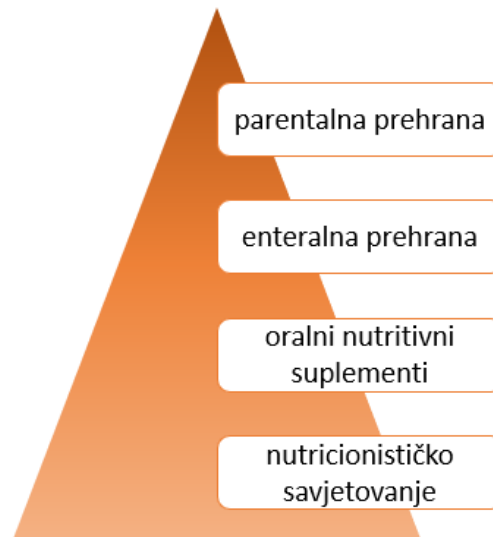 parentalna prehrana
enteralna prehrana
oralni nutritivni
suplementi
nutricionističko
savjetovanje